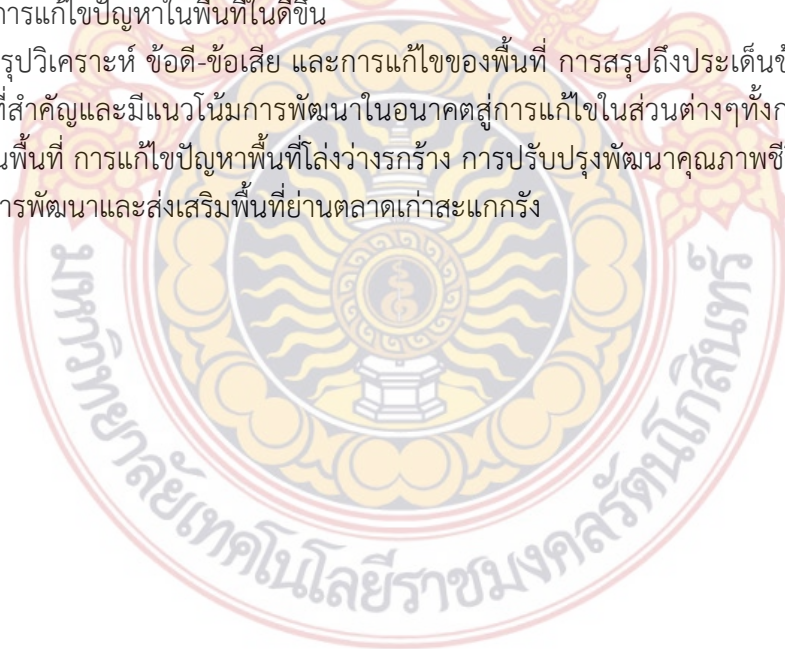 การแก้ไขปัญหาในพื้นที่ในดีขึ้น
รุปวิเคราะห์ ข้อดี-ข้อเสีย และการแก้ไขของพื้นที่ การสรุปถึงประเด็น
ที่สำคัญและมีแนวโน้มการพัฒนาในอนาคตสู่การแก้ไขในส่วนต่างๆทั้ง
นพื้นที่ การแก้ไขปัญหาพื้นที่โล่งว่างรกร้าง การปรับปรุงพัฒนาคุณภาพ
ารพัฒนาและส่งเสริมพื้นที่ย่านตลาดเก่าสะแกกรัง
มหาวิทยาลัยเทคโนโลยีราชมงคลรัตนโกสินทร์